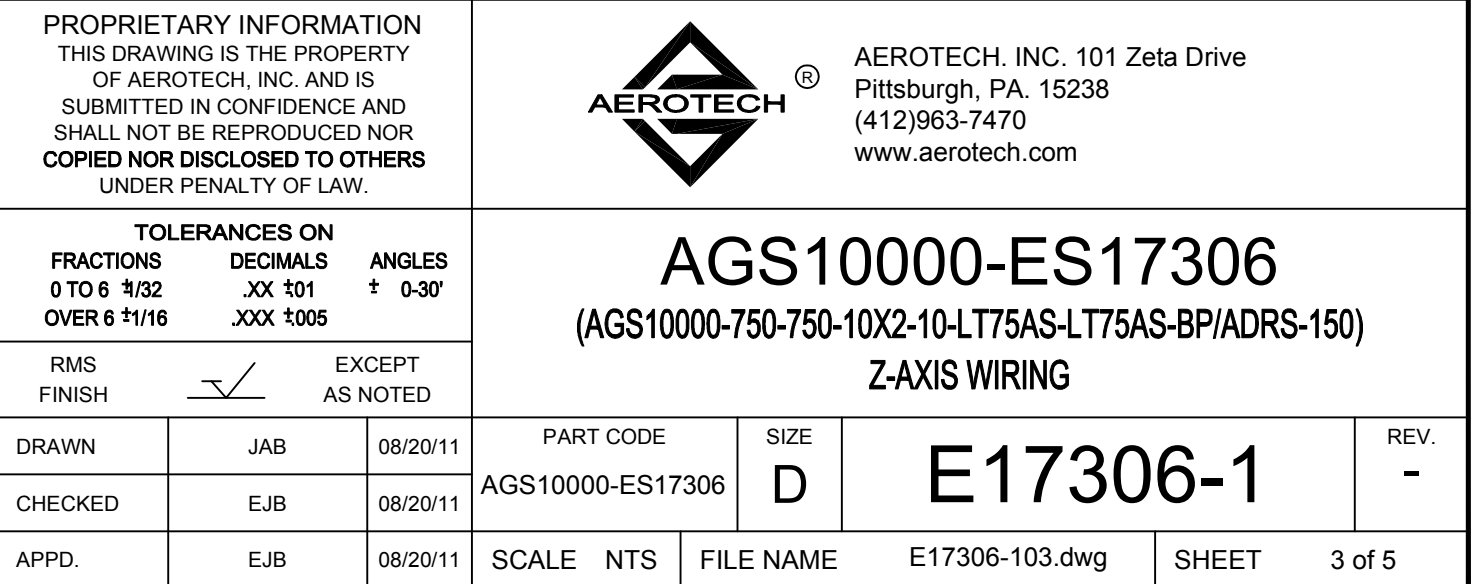 PROPRIETARY INFORMATION
THIS DRAWING IS THE PROPERTY
OF AEROTECH, INC. AND IS
SUBMITTED IN CONFIDENCE AND
SHALL NOT BE REPRODUCED NOR
COPIED NOR DISCLOSED TO OTHERS
UNDER PENALTY OF LAW.
AEROTECH ®
AEROTECH. INC. 101 Zeta Drive
Pittsburgh, PA. 15238
(412)963-7470
www.aerotech.com
TOLERANCES ON
FRACTIONS DECIMALS ANGLES
0 TO 6 ±1/32 .XX ±.01 ± 0-30'
OVER 6 ±1/16 .XXX ±.005
RMS EXCEPT
FINISH AS NOTED
AGS10000-ES17306
(AGS10000-750-750-10X2-10-LT75AS-LT75AS-BP/ADRS-150)
Z-AXIS WIRING
DRAWN JAB 08/20/11
CHECKED EJB 08/20/11
APPD. EJB 08/20/11
PART CODE
AGS10000-ES17306
SIZE
D
E17306-1
REV.
-
SCALE NTS FILE NAME E17306-103.dwg SHEET 3 of 5